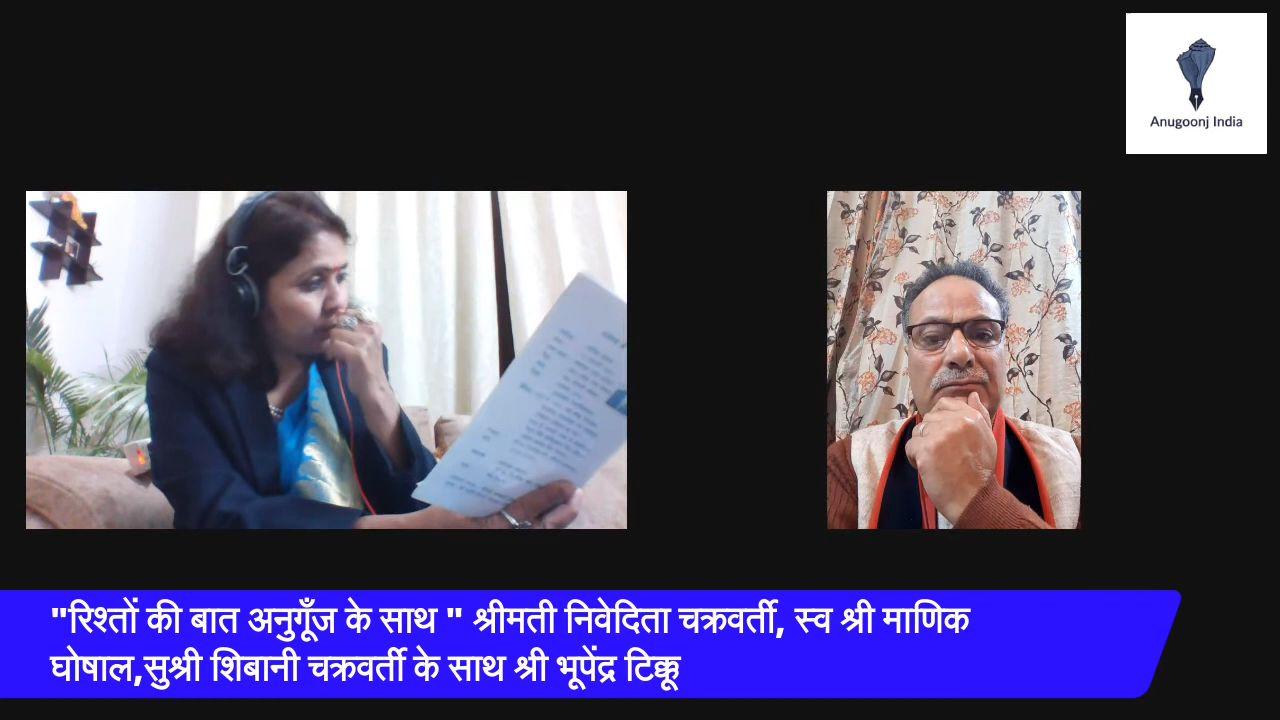 Anugoonj India
"रिश्तों की बात अनुगूँज के साथ " श्रीमती निवेदिता चक्रवर्ती, स्व श्री माणिक
घोषाल,सुश्री शिबानी चक्रवर्ती के साथ श्री भूपेंद्र टिक्कू